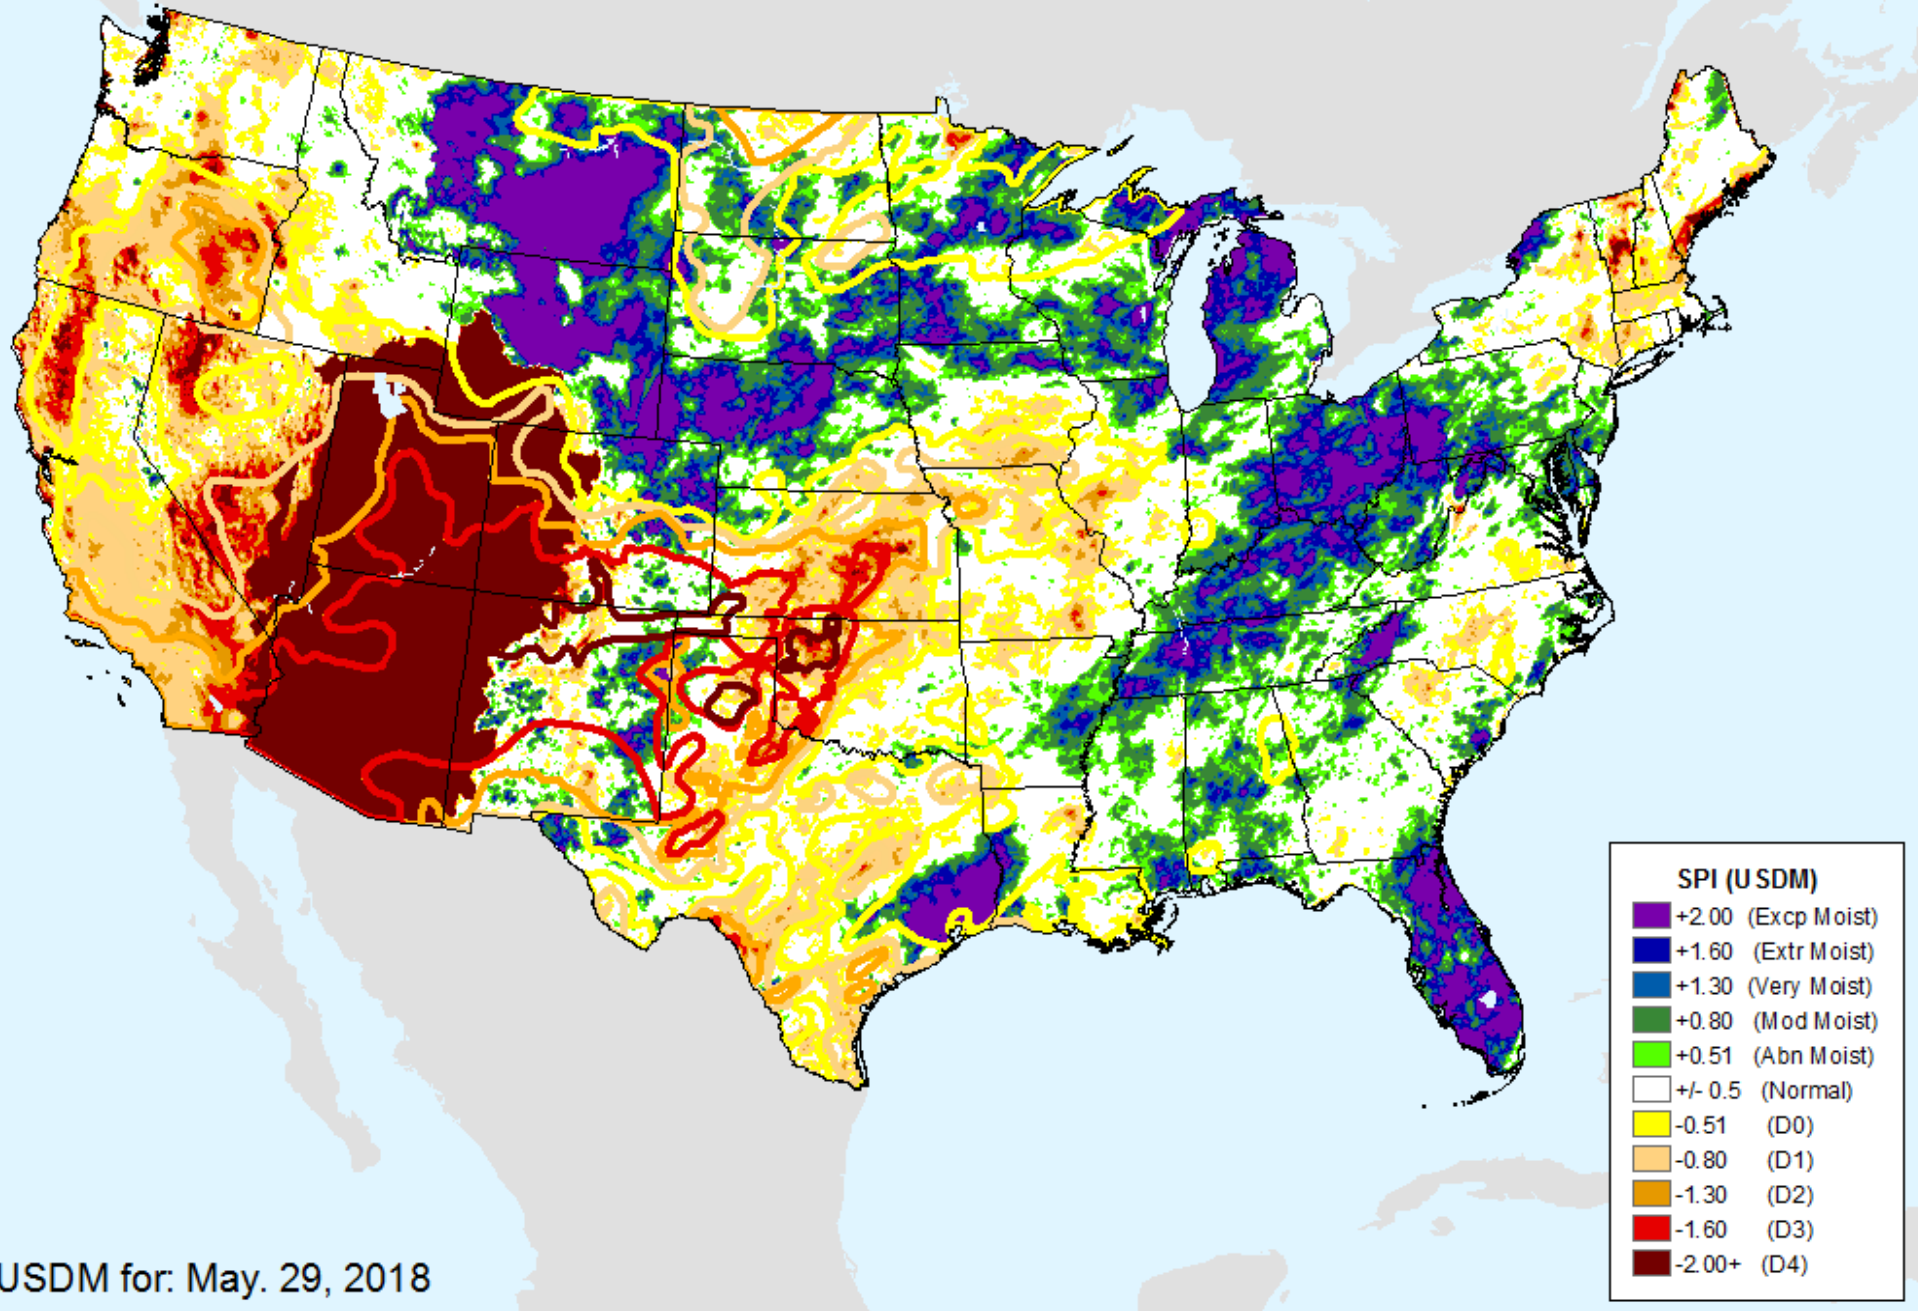 SPI (USDM)
+2.00 (Excp Moist)
+1.60 (Extr Moist)
+1.30 (Very Moist)
+0.80 (Mod Moist)
+0.51 (Abn Moist)
+/- 0.5 (Normal)
-0.51 (D0)
-0.80 (D1)
-1.30 (D2)
-1.60 (D3)
-2.00+ (D4)
USDM for: May. 29, 2018